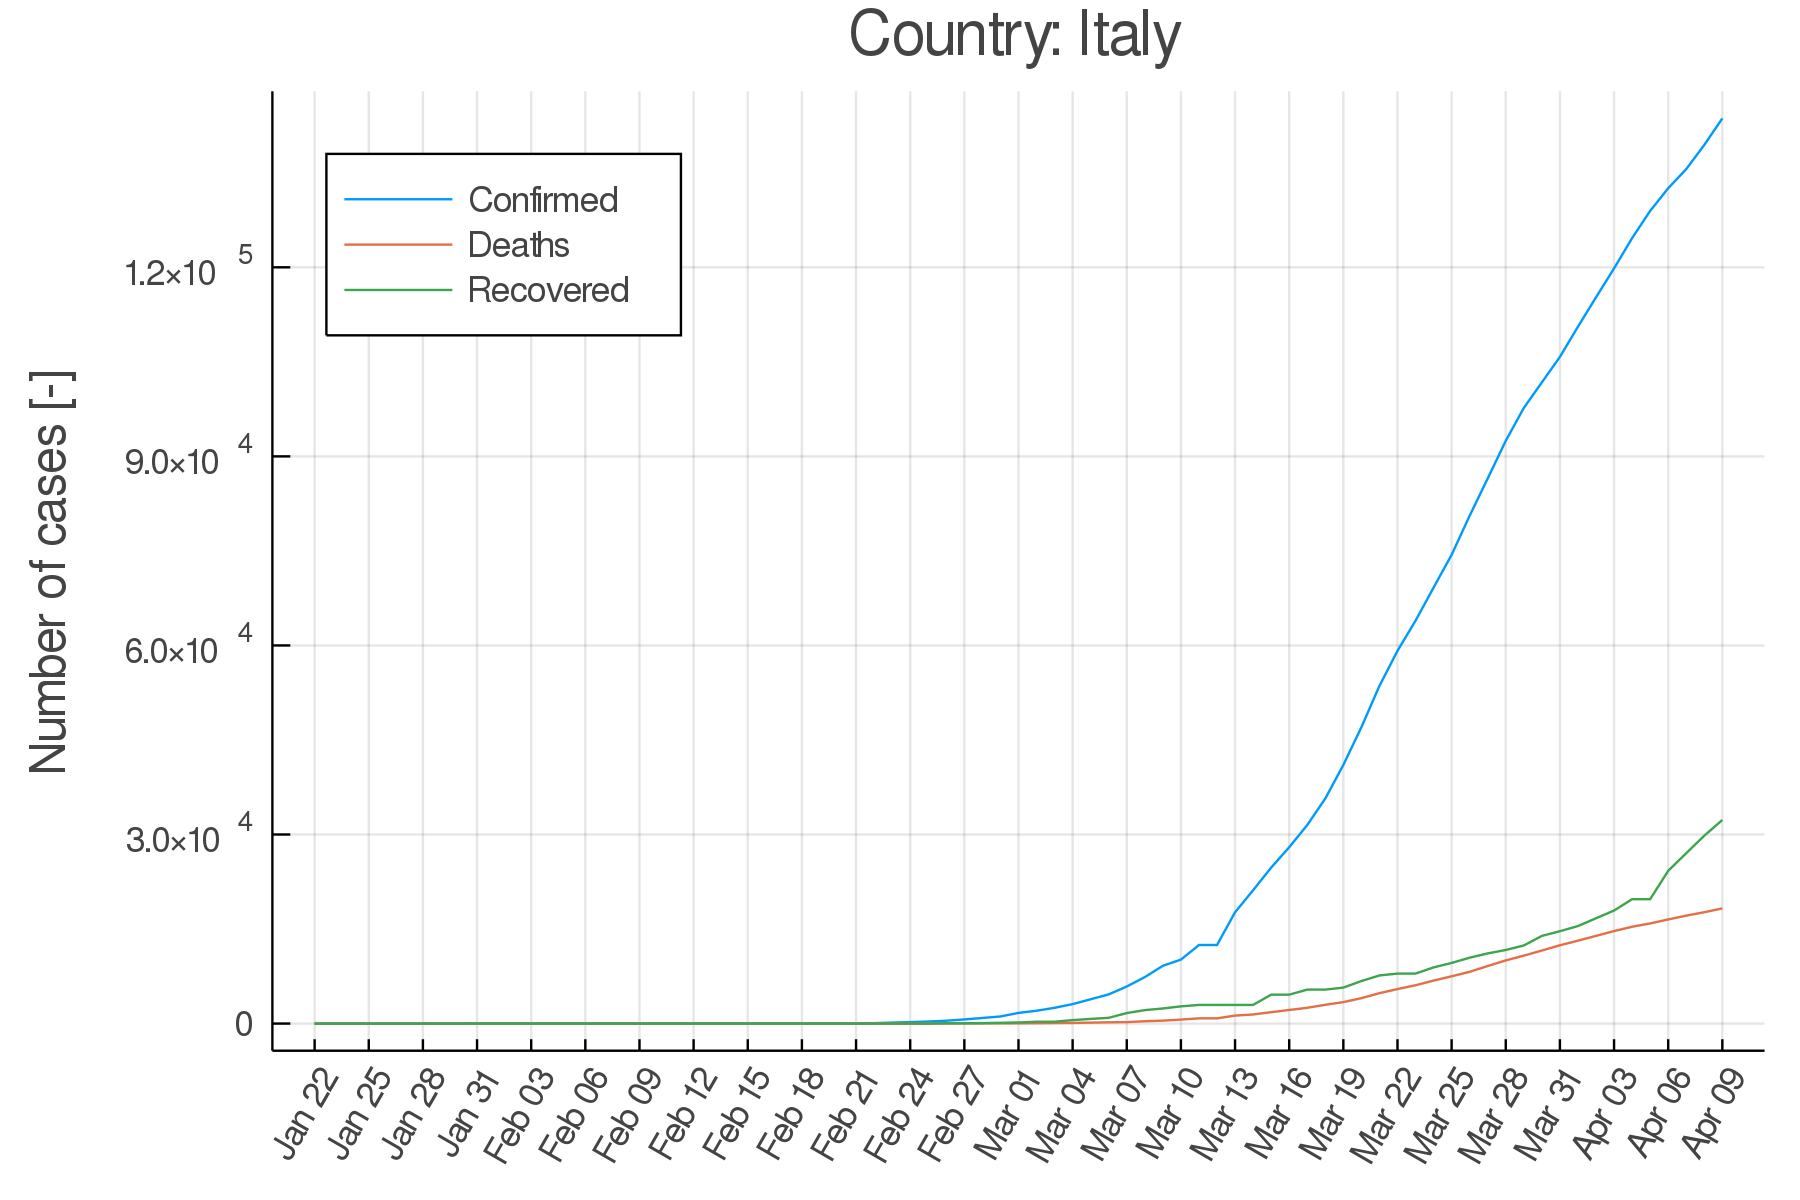 Country: Italy
Confirmed
Deaths
Recovered
Number of cases [-]
1.2×10 5
9.0×10 4
6.0×10 4
3.0×10 4
0
Jan 22
Jan 25
Jan 28
Jan 31
Feb 03
Feb 06
Feb 09
Feb 12
Feb 15
Feb 18
Feb 21
Feb 24
Feb 27
Mar 01
Mar 04
Mar 07
Mar 10
Mar 13
Mar 16
Mar 19
Mar 22
Mar 25
Mar 28
Mar 31
Apr 03
Apr 06
Apr 09